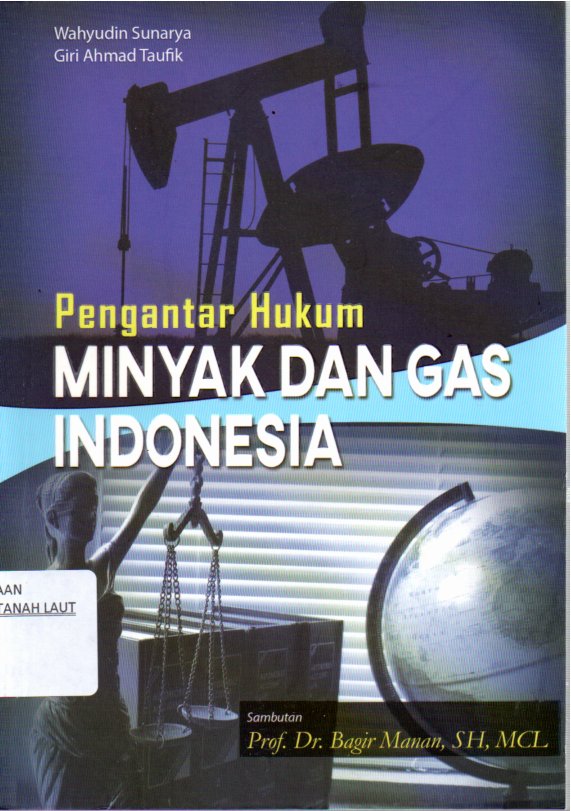 Wahyudin Sunarya
Giri Ahmad Taufik
Pengantar Hukum
MINYAK DAN GAS
INDONESIA
AAN
TANAH LAUT
Sambutan
Prof. Dr. Bagir Manan, SH, MCL